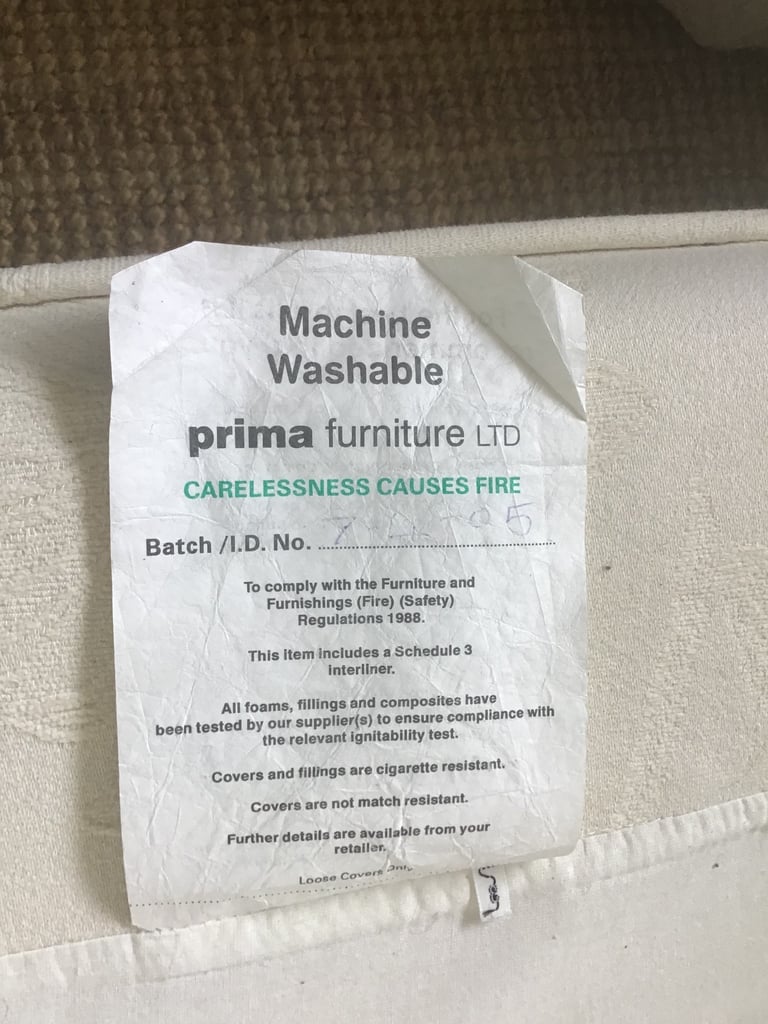 Machine
Washable
prima furniture LTD
CARELESSNESS CAUSES FIRE
Batch /I.D. No.
To comply with the Furniture and
Furnishings (Fire) (Safety)
Regulations 1988.
This item includes a Schedule 3
interliner.
All foams, fillings and composites have
been tested by our supplier(s) to ensure compliance with
the relevant ignitability test.
Covers and fillings are cigarette resistant.
Covers are not match resistant.
Further details are available from your
retailer.
Loose Covers Only